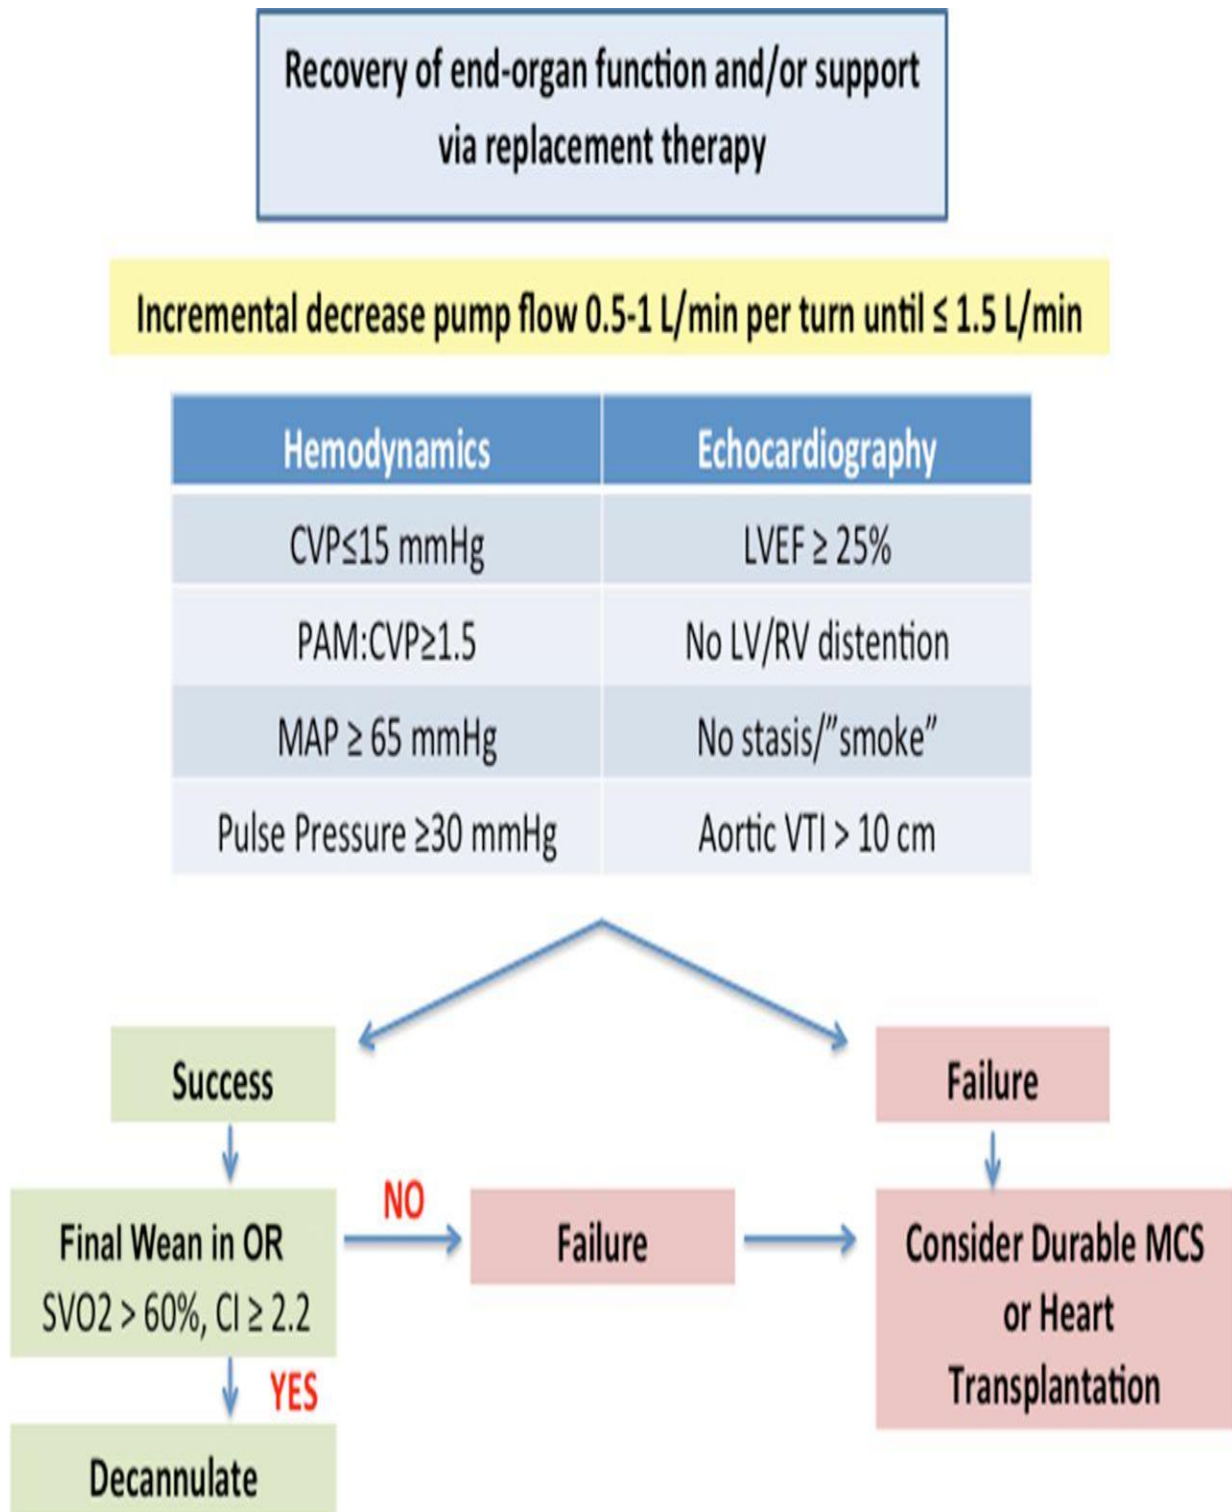 Recovery of end-organ function and/or support
via replacement therapy
Incremental decrease pump flow 0.5-1 L/min per turn until ≤ 1.5 L/min
Hemodynamics
Echocardiography
CVP≤15 mmHg
LVEF ≥ 25%
PAM:CVP≥1.5
No LV/RV distention
MAP ≥ 65 mmHg
No stasis/”smoke”
Pulse Pressure ≥30 mmHg
Aortic VTI > 10 cm
Success
Failure
Final Wean in OR
SVO2 > 60%, CI ≥ 2.2
NO
Failure
Consider Durable MCS
or Heart
Transplantation
YES
Decannulate